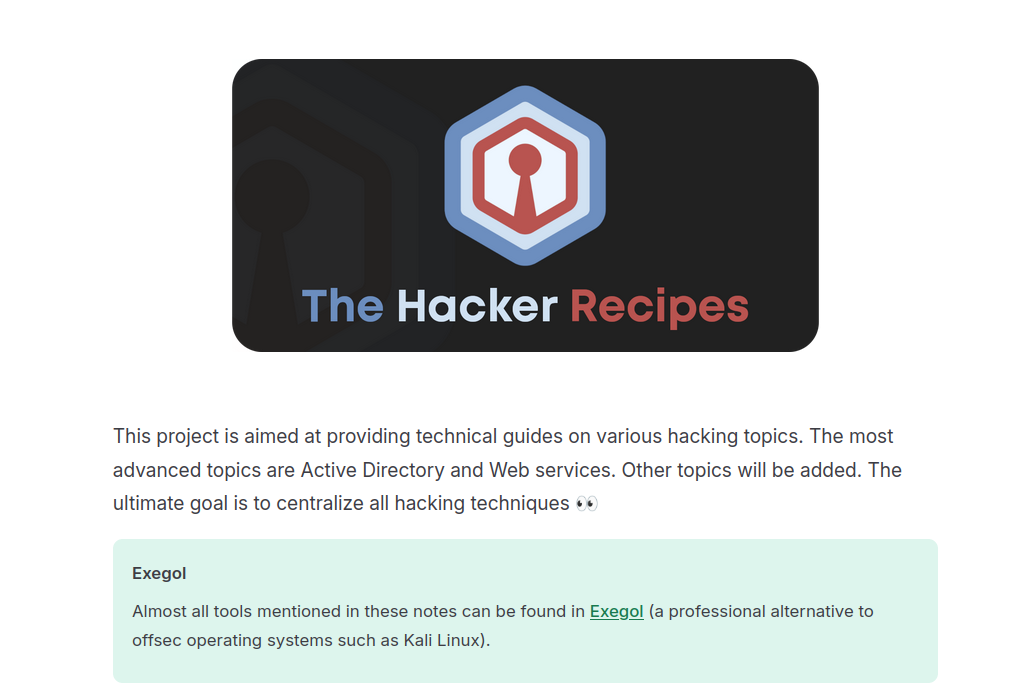 The Hacker Recipes
This project is aimed at providing technical guides on various hacking topics. The most
advanced topics are Active Directory and Web services. Other topics will be added. The
ultimate goal is to centralize all hacking techniques 👀
Exegol
Almost all tools mentioned in these notes can be found in Exegol (a professional alternative to
offsec operating systems such as Kali Linux).